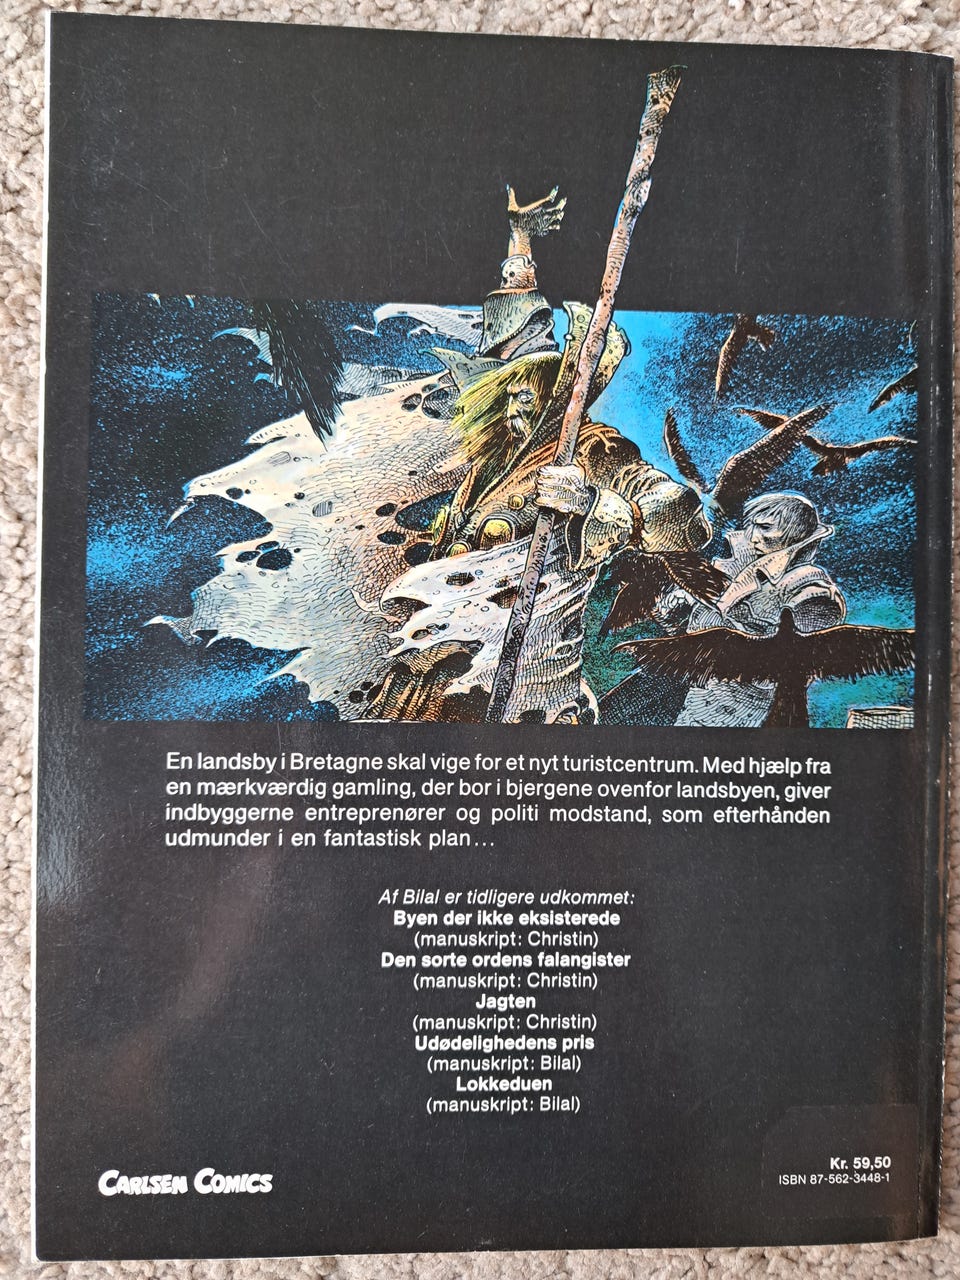 En landsby i Bretagne skal vige for et nyt turistcentrum. Med hjælp fra
en mærkværdig gamling, der bor i bjergene ovenfor landsbyen, giver
indbyggerne entreprenører og politi modstand, som efterhånden
udmunder i en fantastisk plan...
Af Bilal er tidligere udkommet:
Byen der ikke eksisterede
(manuskript: Christin)
Den sorte ordens falangister
(manuskript: Christin)
Jagten
(manuskript: Christin)
Udødelighedens pris
(manuskript: Bilal)
Lokkeduen
(manuskript: Bilal)
CARLSEN COMICS
Kr. 59,50
ISBN 87-562-3448-1